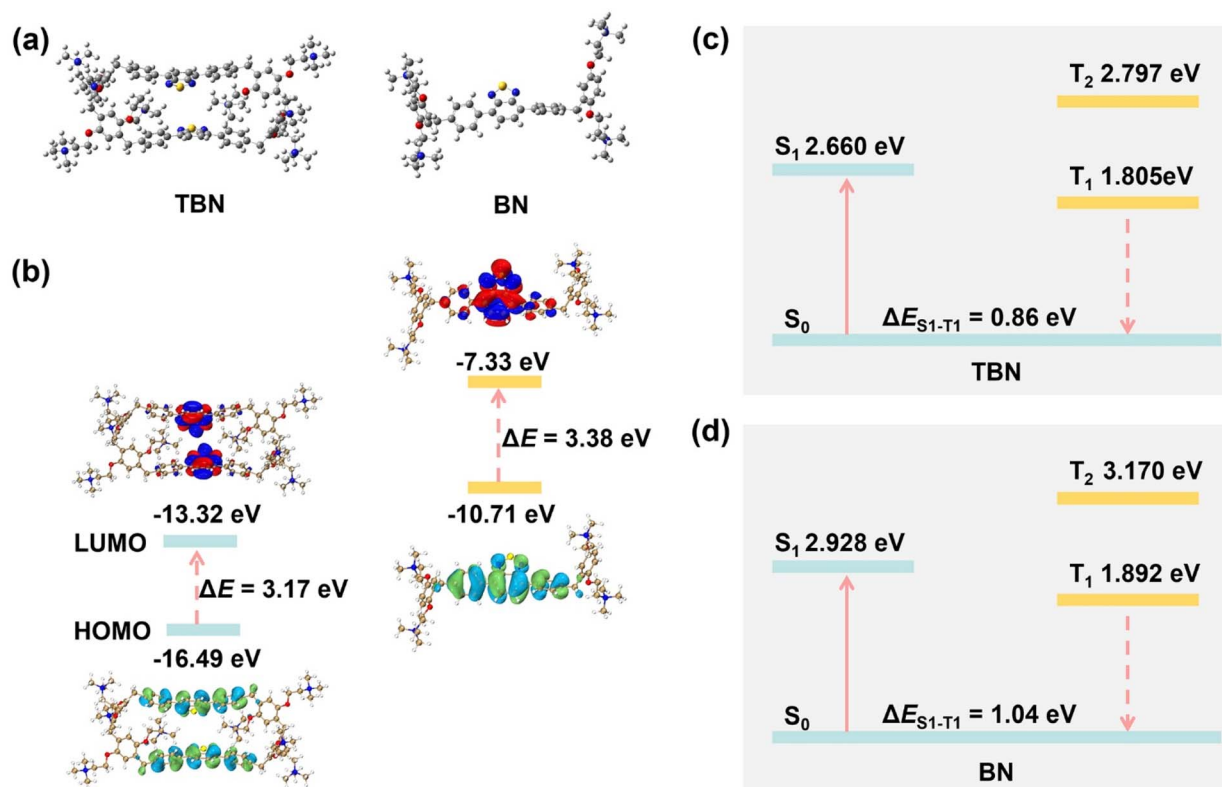 (a)
TBN
BN
(b)
-7.33 eV
ΔE = 3.38 eV
-10.71 eV
-13.32 eV
LUMO
ΔE = 3.17 eV
HOMO
-16.49 eV
(c)
T₂ 2.797 eV
S₁ 2.660 eV
T₁ 1.805eV
S₀
ΔE_S1-T1 = 0.86 eV
TBN
(d)
T₂ 3.170 eV
S₁ 2.928 eV
T₁ 1.892 eV
S₀
ΔE_S1-T1 = 1.04 eV
BN